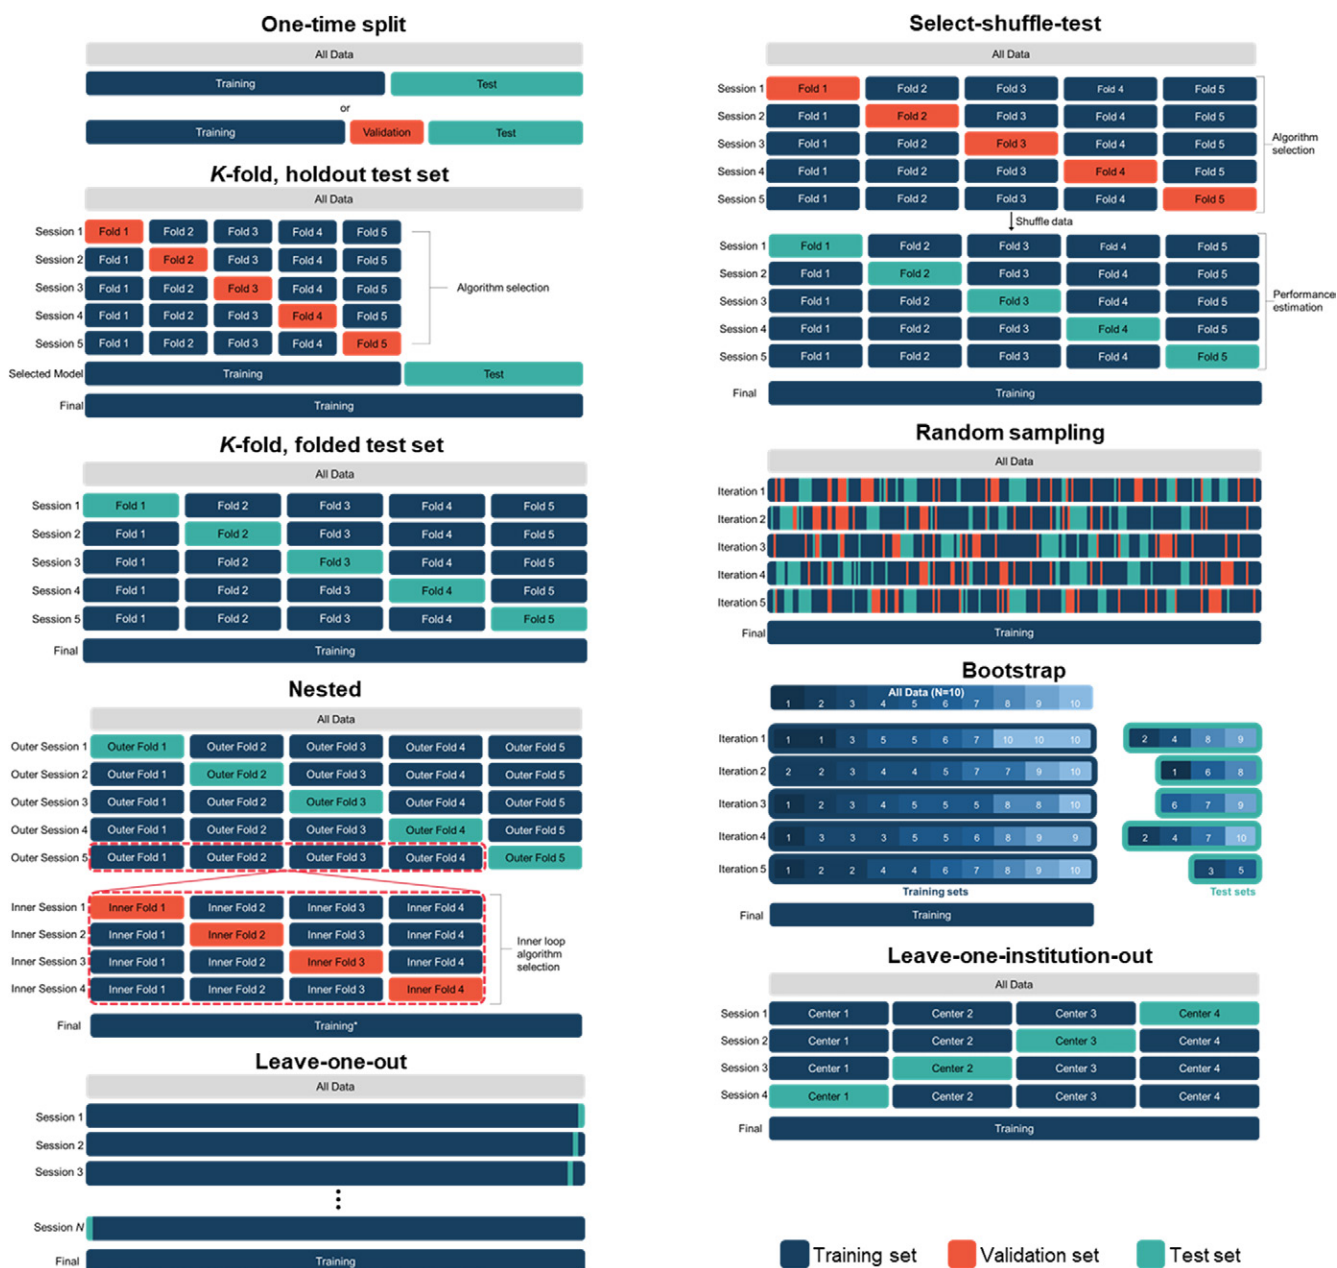 One-time split
All Data
Training Test
or
Training Validation Test
K-fold, holdout test set
All Data
Session 1 Fold 1 Fold 2 Fold 3 Fold 4 Fold 5
Session 2 Fold 1 Fold 2 Fold 3 Fold 4 Fold 5
Session 3 Fold 1 Fold 2 Fold 3 Fold 4 Fold 5
Session 4 Fold 1 Fold 2 Fold 3 Fold 4 Fold 5
Session 5 Fold 1 Fold 2 Fold 3 Fold 4 Fold 5
Algorithm selection
Selected Model Training Test
Final Training
K-fold, folded test set
All Data
Session 1 Fold 1 Fold 2 Fold 3 Fold 4 Fold 5
Session 2 Fold 1 Fold 2 Fold 3 Fold 4 Fold 5
Session 3 Fold 1 Fold 2 Fold 3 Fold 4 Fold 5
Session 4 Fold 1 Fold 2 Fold 3 Fold 4 Fold 5
Session 5 Fold 1 Fold 2 Fold 3 Fold 4 Fold 5
Final Training
Nested
All Data
Outer Session 1 Outer Fold 1 Outer Fold 2 Outer Fold 3 Outer Fold 4 Outer Fold 5
Outer Session 2 Outer Fold 1 Outer Fold 2 Outer Fold 3 Outer Fold 4 Outer Fold 5
Outer Session 3 Outer Fold 1 Outer Fold 2 Outer Fold 3 Outer Fold 4 Outer Fold 5
Outer Session 4 Outer Fold 1 Outer Fold 2 Outer Fold 3 Outer Fold 4 Outer Fold 5
Outer Session 5 Outer Fold 1 Outer Fold 2 Outer Fold 3 Outer Fold 4 Outer Fold 5
Inner Session 1 Inner Fold 1 Inner Fold 2 Inner Fold 3 Inner Fold 4
Inner Session 2 Inner Fold 1 Inner Fold 2 Inner Fold 3 Inner Fold 4
Inner Session 3 Inner Fold 1 Inner Fold 2 Inner Fold 3 Inner Fold 4
Inner Session 4 Inner Fold 1 Inner Fold 2 Inner Fold 3 Inner Fold 4
Inner loop
algorithm
selection
Final Training*
Leave-one-out
All Data
Session 1
Session 2
Session 3
Session N
Final Training
Select-shuffle-test
All Data
Session 1 Fold 1 Fold 2 Fold 3 Fold 4 Fold 5
Session 2 Fold 1 Fold 2 Fold 3 Fold 4 Fold 5
Session 3 Fold 1 Fold 2 Fold 3 Fold 4 Fold 5
Session 4 Fold 1 Fold 2 Fold 3 Fold 4 Fold 5
Session 5 Fold 1 Fold 2 Fold 3 Fold 4 Fold 5
Algorithm
selection
Shuffle data
Session 1 Fold 1 Fold 2 Fold 3 Fold 4 Fold 5
Session 2 Fold 1 Fold 2 Fold 3 Fold 4 Fold 5
Session 3 Fold 1 Fold 2 Fold 3 Fold 4 Fold 5
Session 4 Fold 1 Fold 2 Fold 3 Fold 4 Fold 5
Session 5 Fold 1 Fold 2 Fold 3 Fold 4 Fold 5
Performance
estimation
Final Training
Random sampling
All Data
Iteration 1
Iteration 2
Iteration 3
Iteration 4
Iteration 5
Final Training
Bootstrap
All Data (N=10)
1 2 3 4 5 6 7 8 9 10
Iteration 1 1 1 3 5 5 6 7 10 10 10 2 4 8 9
Iteration 2 2 2 3 4 5 7 7 9 10 1 6 8
Iteration 3 1 2 3 4 5 5 5 8 8 10 6 7 9
Iteration 4 1 3 3 3 5 5 6 8 9 9 2 4 7 10
Iteration 5 1 2 2 4 4 6 7 8 9 10 3 5
Training sets Test sets
Final Training
Leave-one-institution-out
All Data
Session 1 Center 1 Center 2 Center 3 Center 4
Session 2 Center 1 Center 2 Center 3 Center 4
Session 3 Center 1 Center 2 Center 3 Center 4
Session 4 Center 1 Center 2 Center 3 Center 4
Final Training
Training set Validation set Test set